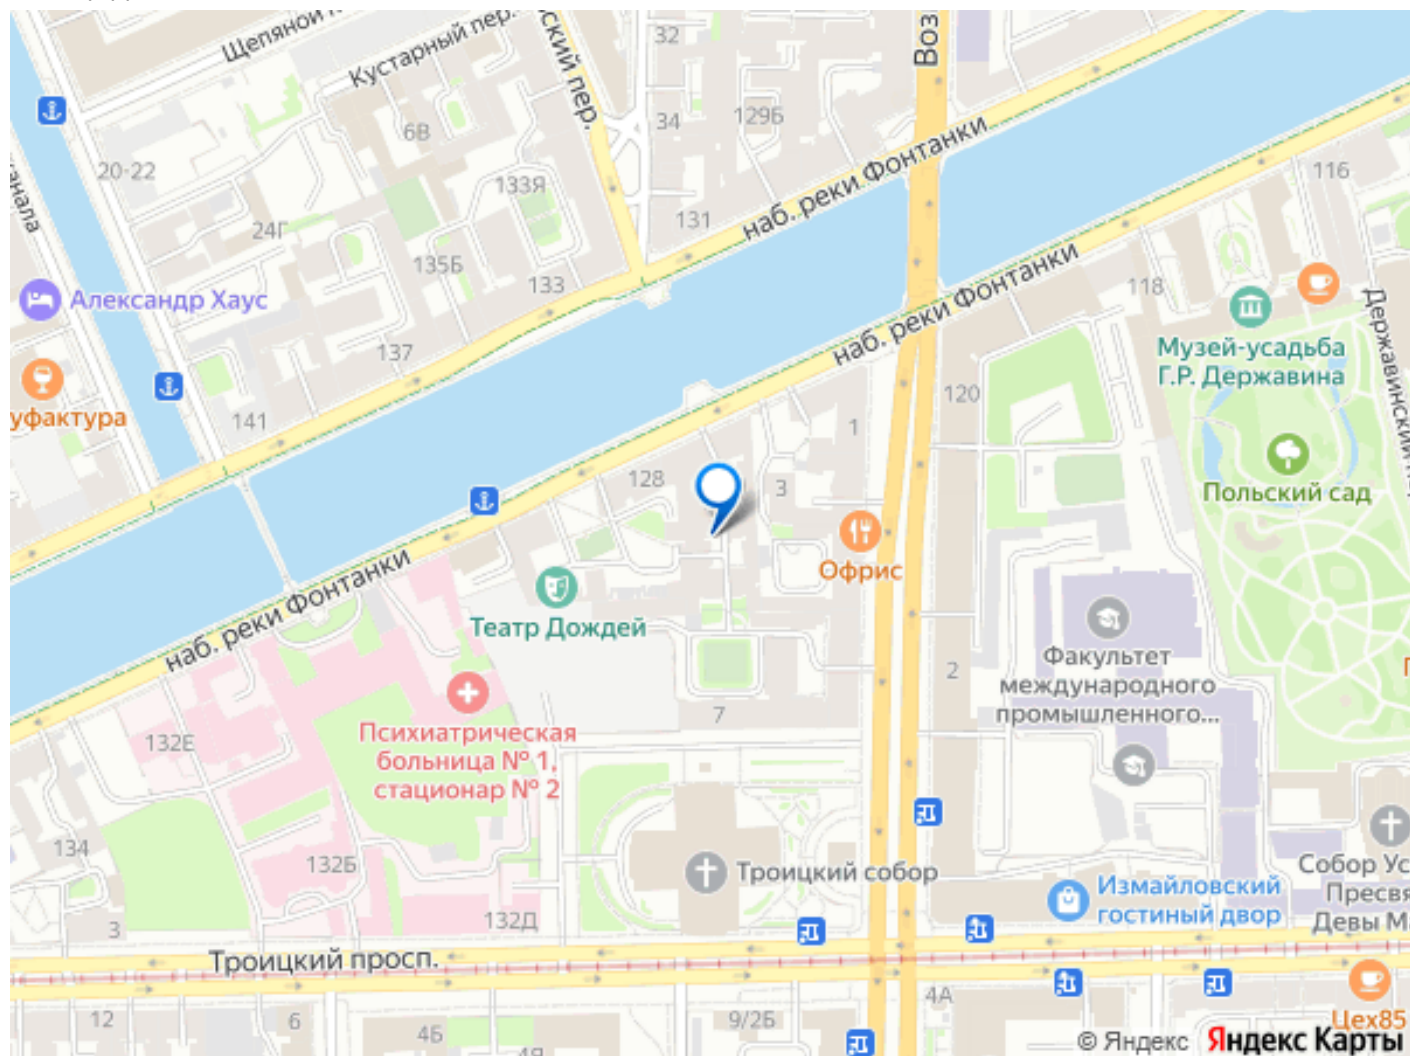 Щепяной
Кустарный пер.
ский пер.
Воз
32
34
129Б
6В
20-22
133Я
131
наб. реки Фонтанки
116
анала
24Г
135Б
133
Александр Хаус
137
наб. реки Фонтанки
118
Музей-усадьба
Г.Р. Державина
Державинский
уфактура
141
120
1
128
3
Польский сад
Офрис
наб. реки Фонтанки
Театр Дождей
Факультет
международного
промышленного...
2
7
132Е
Психиатрическая
больница № 1,
стационар № 2
134
132Б
Троицкий собор
Измайловский
гостиный двор
Собор Ус
Пресвя
Девы М
132Д
3
Троицкий просп.
12
6
4Б
9/2Б
4А
Цех85
© Яндекс Яндекс Карты